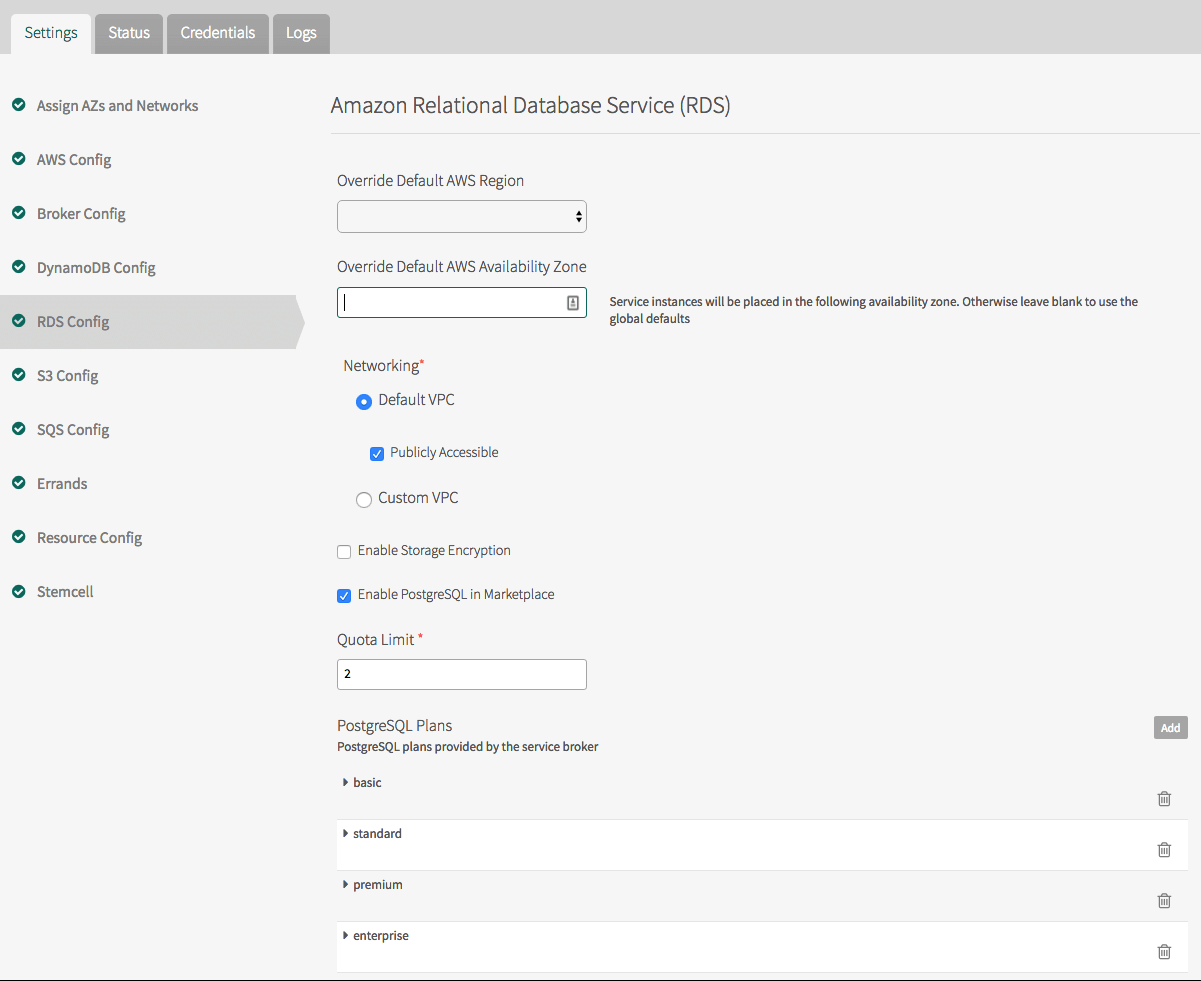 Settings
Status
Credentials
Logs
Assign AZs and Networks
AWS Config
Broker Config
DynamoDB Config
RDS Config
S3 Config
SQS Config
Errands
Resource Config
Stemcell
Amazon Relational Database Service (RDS)
Override Default AWS Region
Override Default AWS Availability Zone
Service instances will be placed in the following availability zone. Otherwise leave blank to use the
global defaults
Networking*
Default VPC
Publicly Accessible
Custom VPC
Enable Storage Encryption
Enable PostgreSQL in Marketplace
Quota Limit *
2
PostgreSQL Plans
Add
PostgreSQL plans provided by the service broker
basic
standard
premium
enterprise